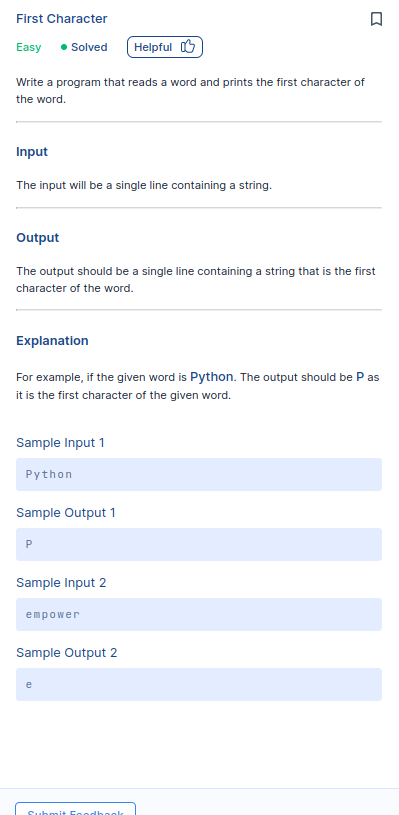 First Character
Easy Solved Helpful
Write a program that reads a word and prints the first character of
the word.
Input
The input will be a single line containing a string.
Output
The output should be a single line containing a string that is the first
character of the word.
Explanation
For example, if the given word is Python. The output should be P as
it is the first character of the given word.
Sample Input 1
Python
Sample Output 1
P
Sample Input 2
empower
Sample Output 2
e
Submit Feedback